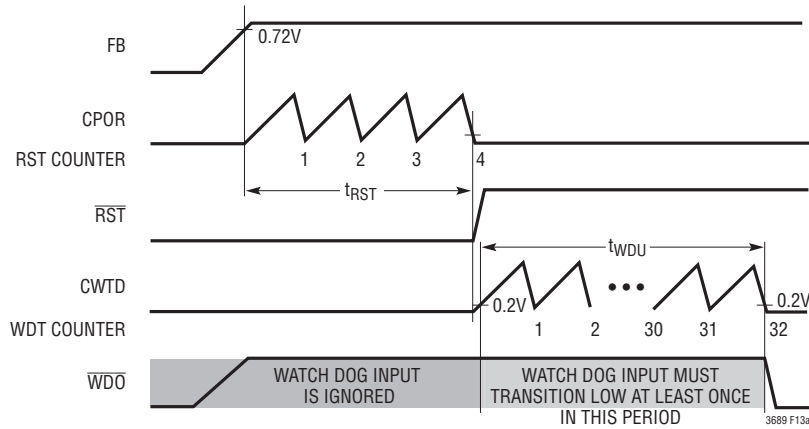 FB
0.72V
CPOR
RST COUNTER
1 2 3 4
tRST
RST
tWDU
CWTD
0.2V
0.2V
WDT COUNTER
1 2 30 31 32
WDO
WATCH DOG INPUT
IS IGNORED
WATCH DOG INPUT MUST
TRANSITION LOW AT LEAST ONCE
IN THIS PERIOD
3689 F13a